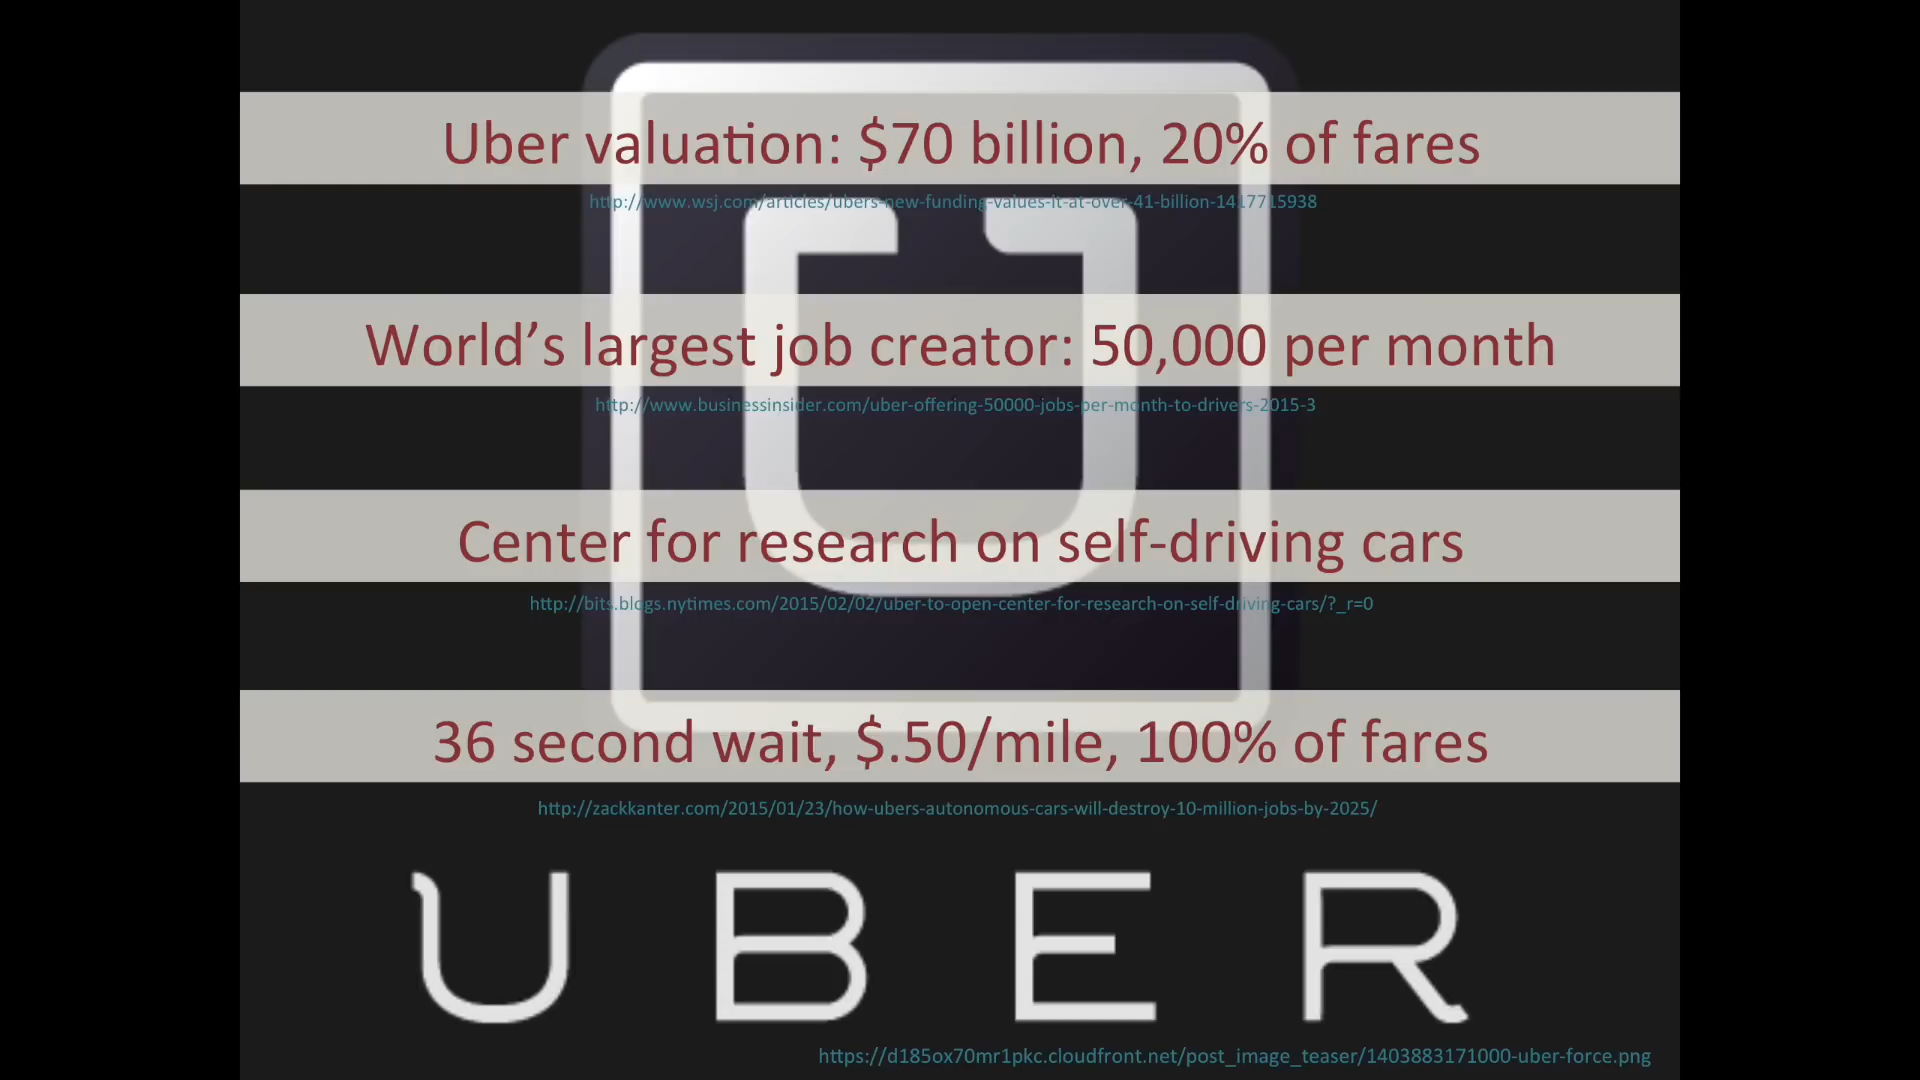 Uber valuation: $70 billion, 20% of fares
http://www.wsj.com/articles/ubers-new-funding-values-it-at-over-41-billion-1417715938
World’s largest job creator: 50,000 per month
http://www.businessinsider.com/uber-offering-50000-jobs-per-month-to-drivers-2015-3
Center for research on self-driving cars
http://bits.blogs.nytimes.com/2015/02/02/uber-to-open-center-for-research-on-self-driving-cars/?_r=0
36 second wait, $.50/mile, 100% of fares
http://zackkanter.com/2015/01/23/how-ubers-autonomous-cars-will-destroy-10-million-jobs-by-2025/
UBER
https://d185ox70mr1pkc.cloudfront.net/post_image_teaser/1403883171000-uber-force.png